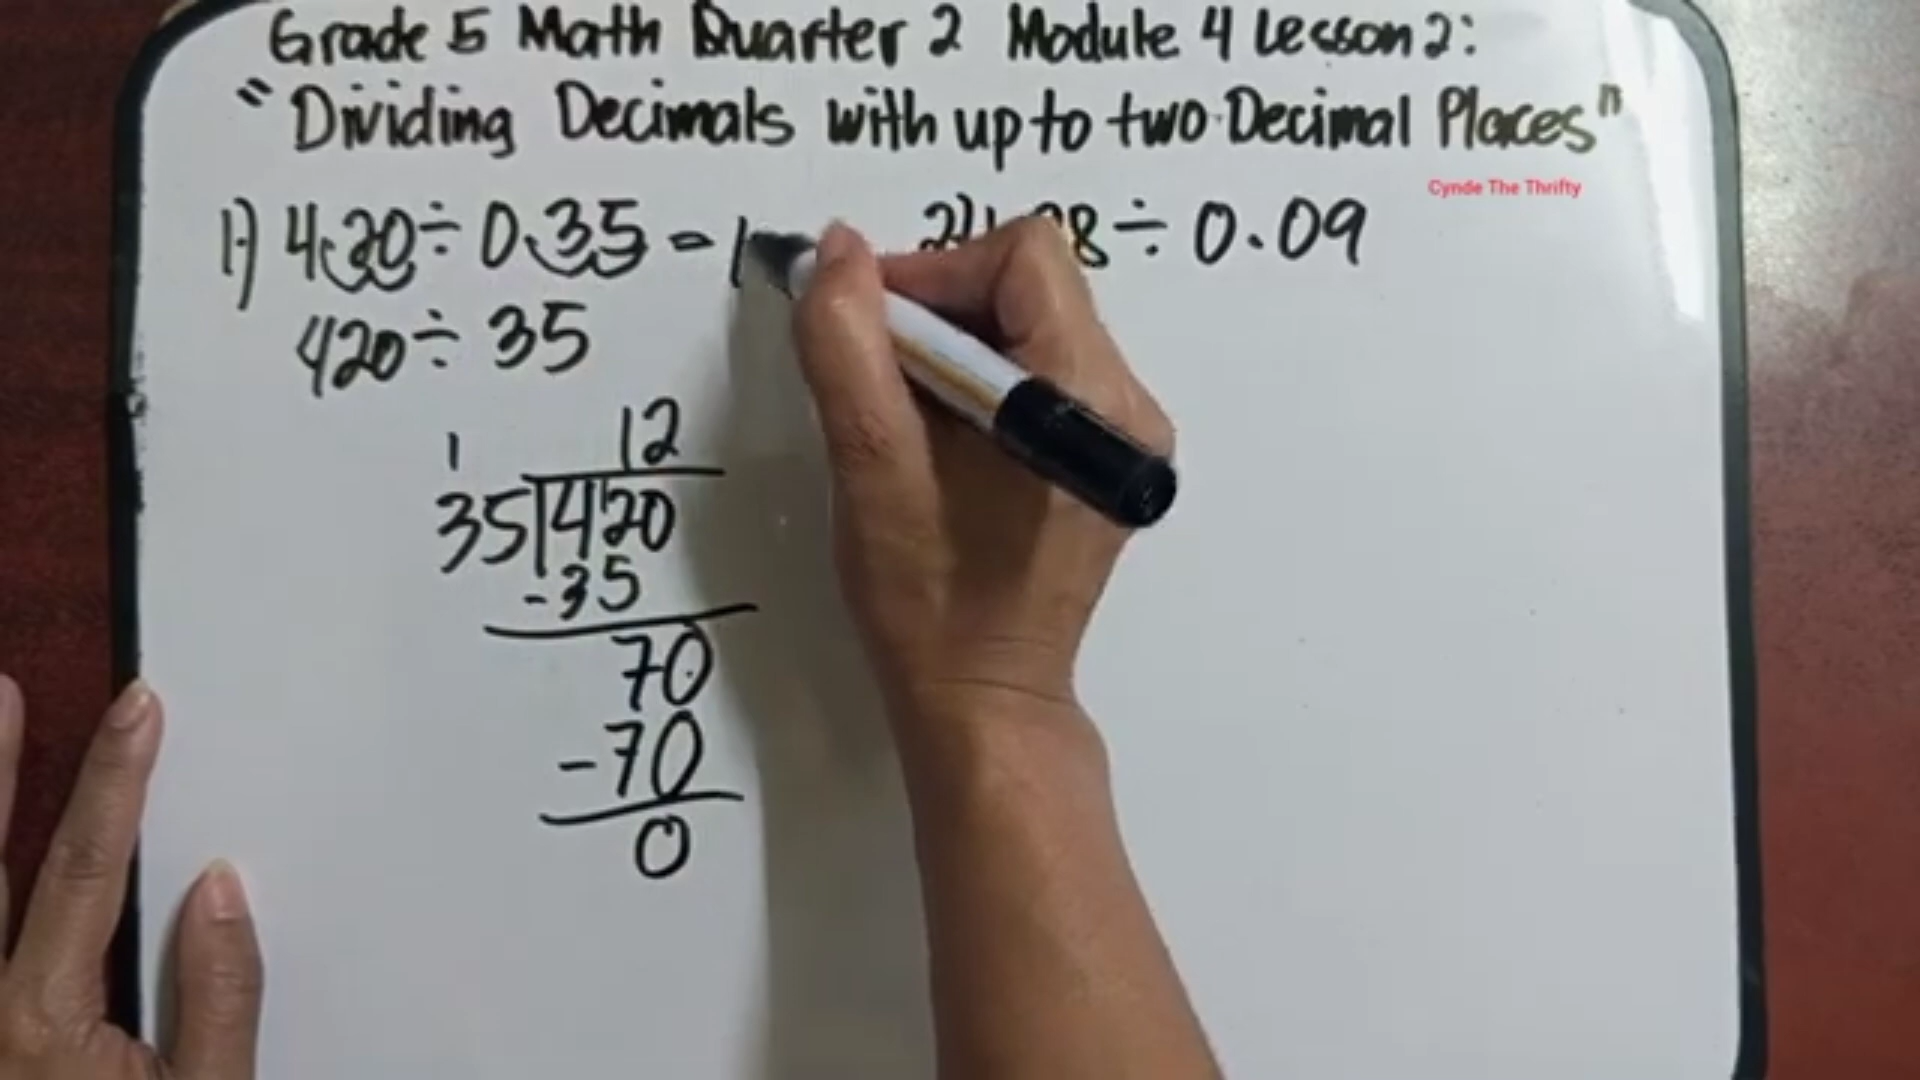 Grade 5 Math Quarter 2 Module 4 Lesson 2:
"Dividing Decimals with up to two Decimal Places"
Cynde The Thrifty
1.) 4.20 ÷ 0.35 = 1
420 ÷ 35
1 12
35 420
-35
70
-70
0
2) 8 ÷ 0.09